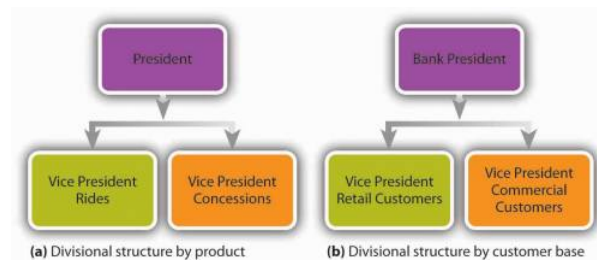 President
Vice President
Rides
Vice President
Concessions
(a) Divisional structure by product
Bank President
Vice President
Retail Customers
Vice President
Commercial
Customers
(b) Divisional structure by customer base